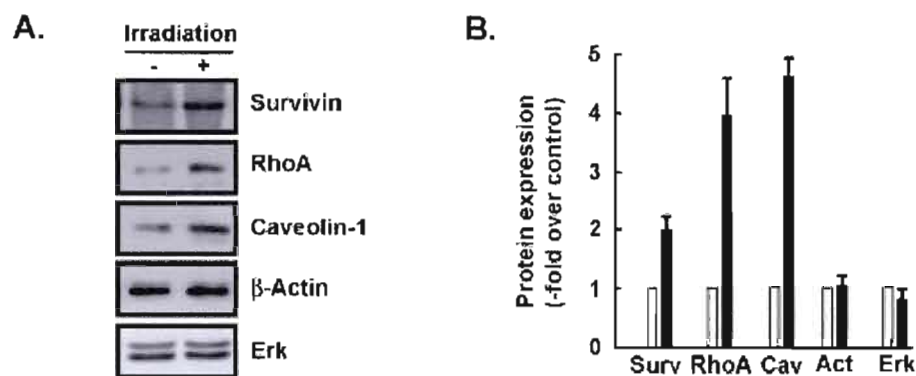 A.
Irradiation
- +
Survivin
RhoA
Caveolin-1
β-Actin
Erk
B.
Protein expression
(-fold over control)
5
4
3
2
1
0
Surv RhoA Cav Act Erk